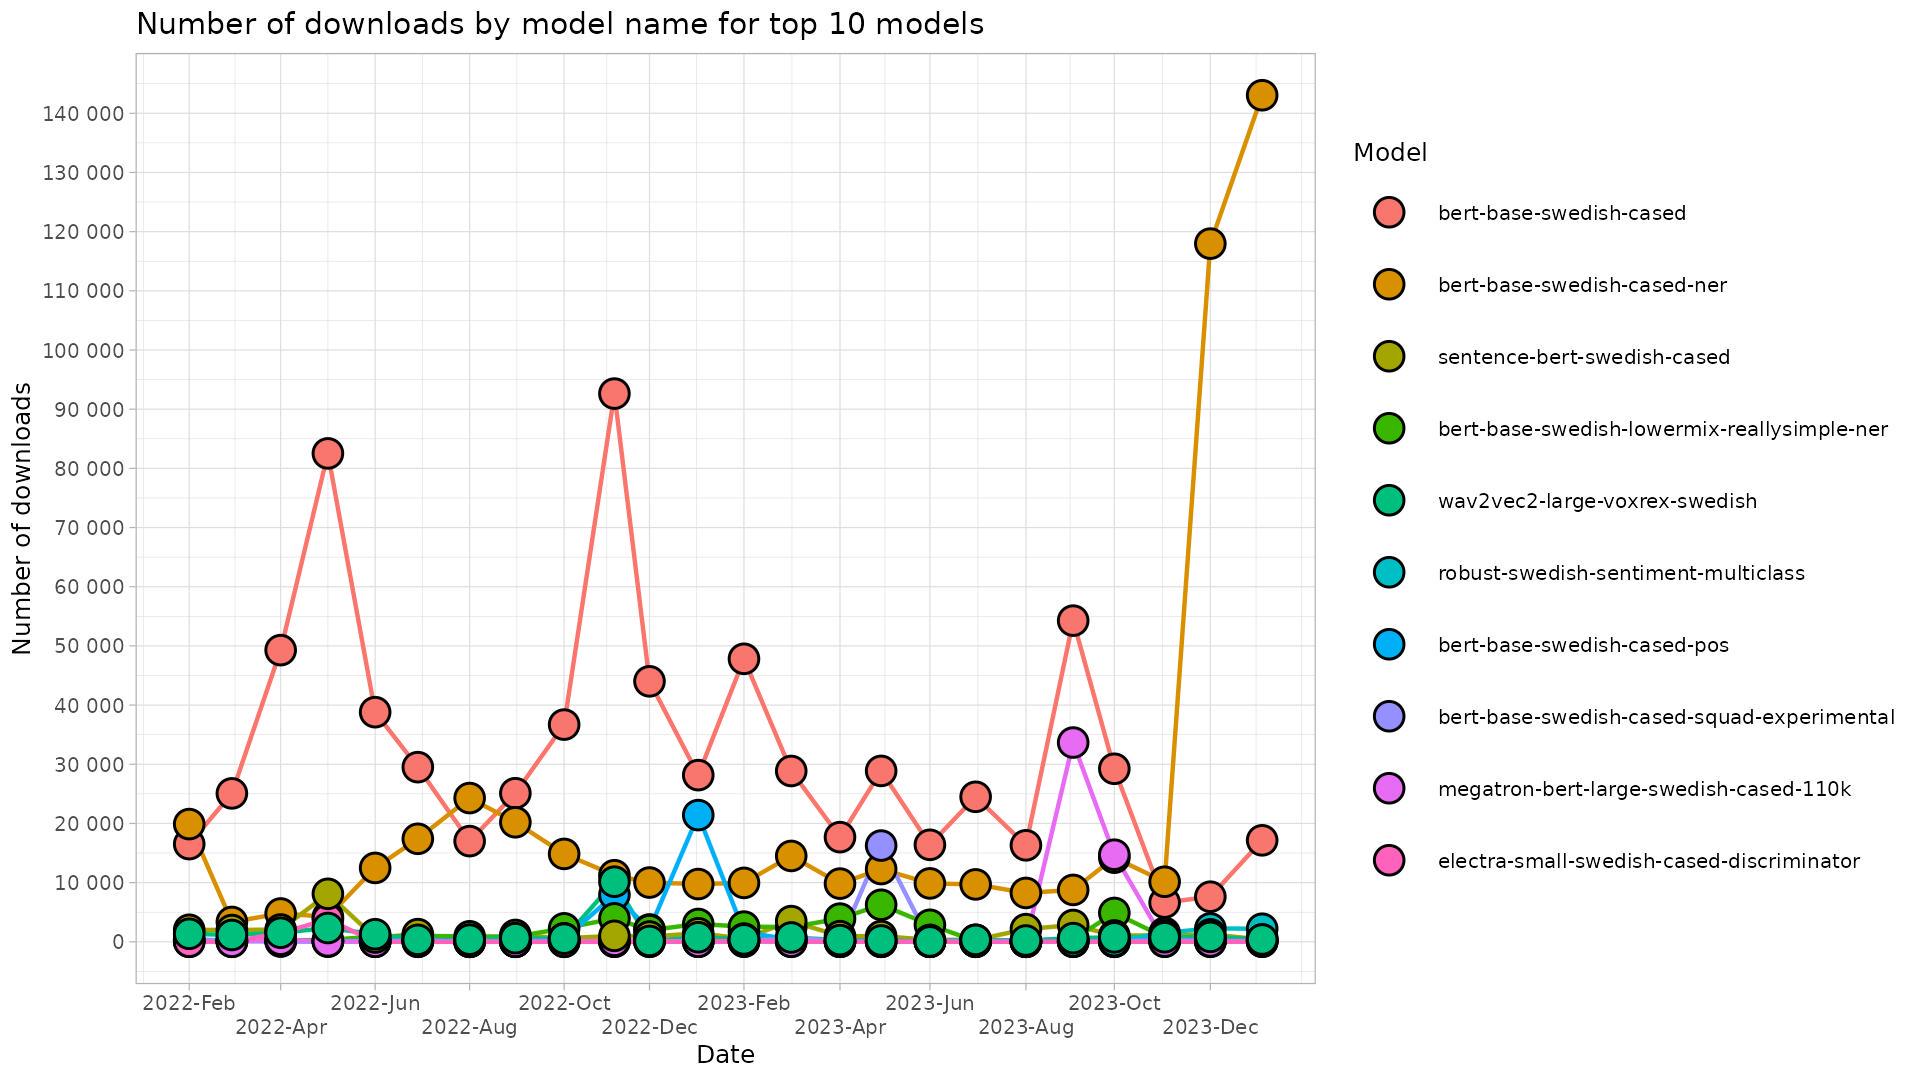 Number of downloads by model name for top 10 models
Number of downloads
140 000
130 000
120 000
110 000
100 000
90 000
80 000
70 000
60 000
50 000
40 000
30 000
20 000
10 000
0
2022-Feb
2022-Apr
2022-Jun
2022-Aug
2022-Oct
2022-Dec
2023-Feb
2023-Apr
2023-Jun
2023-Aug
2023-Oct
2023-Dec
Date
Model
bert-base-swedish-cased
bert-base-swedish-cased-ner
sentence-bert-swedish-cased
bert-base-swedish-lowermix-reallysimple-ner
wav2vec2-large-voxrex-swedish
robust-swedish-sentiment-multiclass
bert-base-swedish-cased-pos
bert-base-swedish-cased-squad-experimental
megatron-bert-large-swedish-cased-110k
electra-small-swedish-cased-discriminator